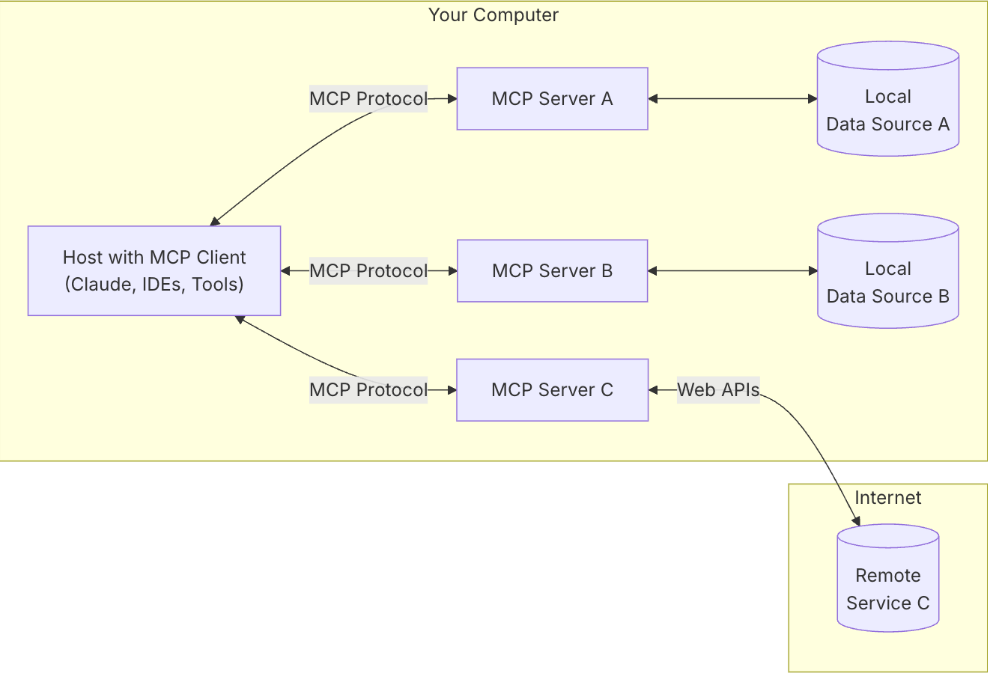 Your Computer
MCP Protocol
MCP Server A
Local
Data Source A
Host with MCP Client
(Claude, IDEs, Tools)
MCP Protocol
MCP Server B
Local
Data Source B
MCP Protocol
MCP Server C
Web APIs
Internet
Remote
Service C